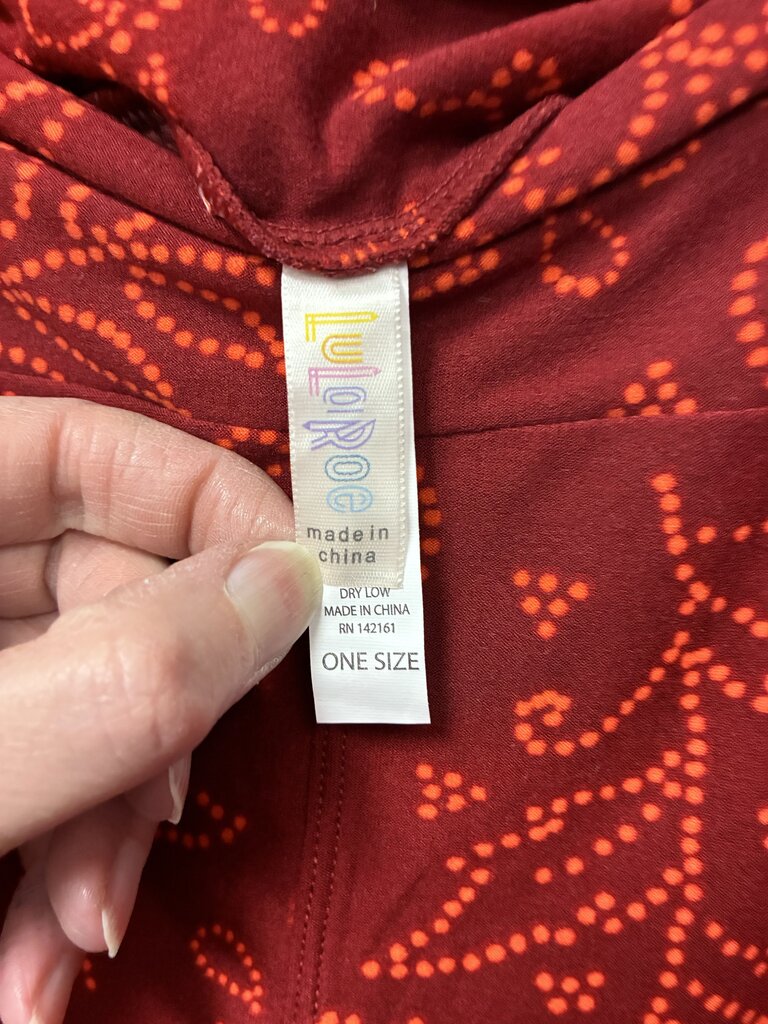 LuLaRoe
made in
china
DRY LOW
MADE IN CHINA
RN 142161
ONE SIZE